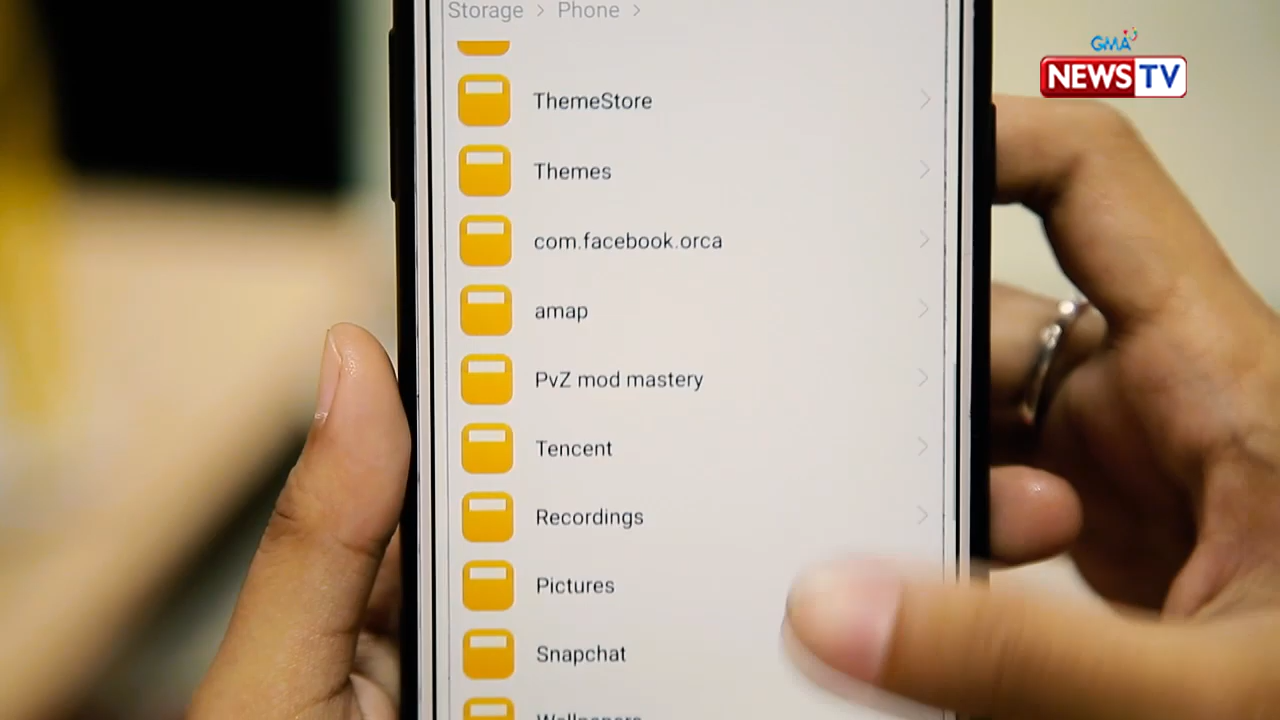 Storage > Phone >
GMA
NEWS TV
ThemeStore
Themes
com.facebook.orca
amap
PvZ mod mastery
Tencent
Recordings
Pictures
Snapchat